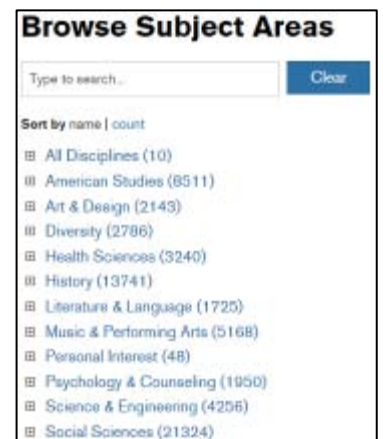 Browse Subject Areas
Type to search..
Clear
Sort by name | count
All Disciplines (10)
American Studies (8511)
Art & Design (2143)
Diversity (2786)
Health Sciences (3240)
History (13741)
Literature & Language (1725)
Music & Performing Arts (5168)
Personal Interest (48)
Psychology & Counseling (1950)
Science & Engineering (4256)
Social Sciences (21324)